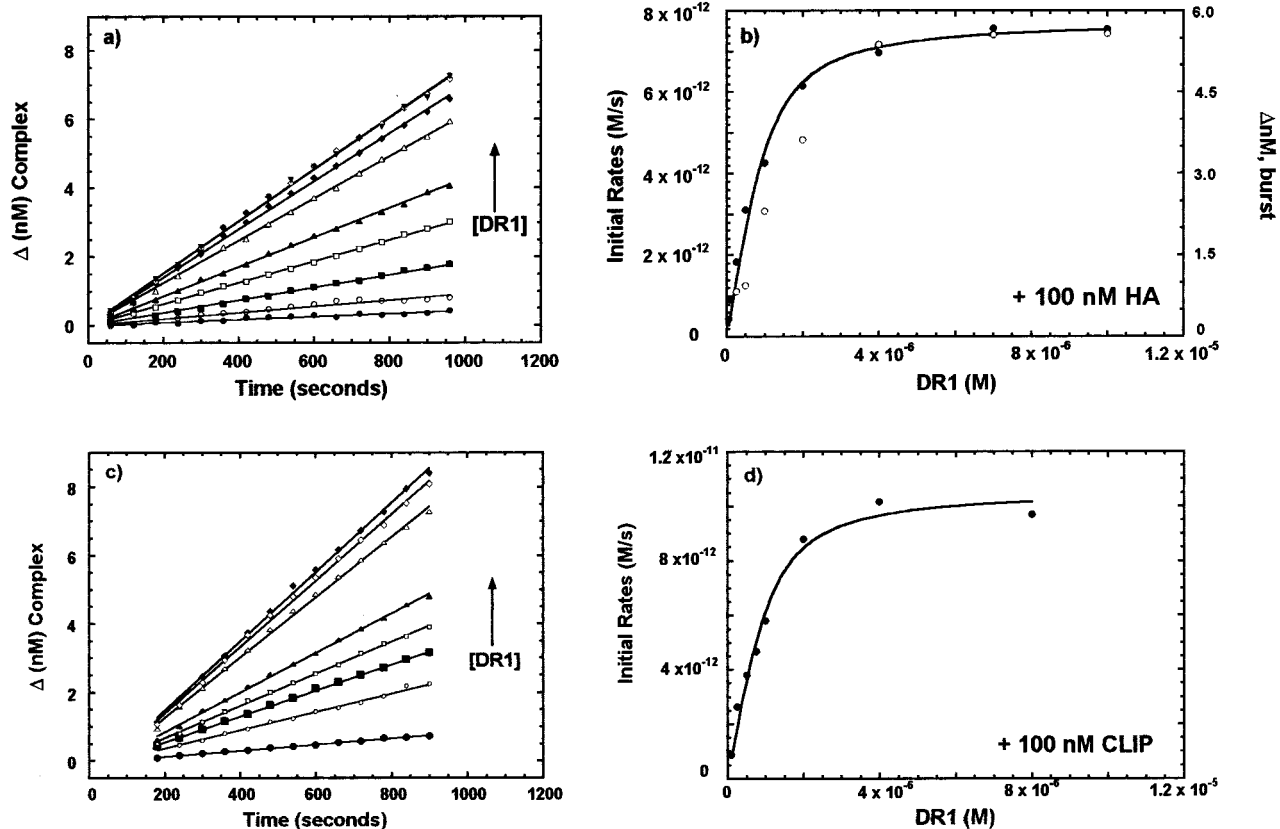 a)
8
6
4
2
0
Δ (nM) Complex
[DR1]
0 200 400 600 800 1000 1200
Time (seconds)
b)
8 x 10⁻¹²
6 x 10⁻¹²
4 x 10⁻¹²
2 x 10⁻¹²
0
Initial Rates (M/s)
6.0
4.5
3.0
1.5
0
ΔnM, burst
+ 100 nM HA
0 4 x 10⁻⁶ 8 x 10⁻⁶ 1.2 x 10⁻⁵
DR1 (M)
c)
8
6
4
2
0
Δ (nM) Complex
[DR1]
0 200 400 600 800 1000 1200
Time (seconds)
d)
1.2 x10⁻¹¹
8 x10⁻¹²
4 x10⁻¹²
0
Initial Rates (M/s)
+ 100 nM CLIP
0 4 x 10⁻⁶ 8 x 10⁻⁶ 1.2 x 10⁻⁵
DR1 (M)